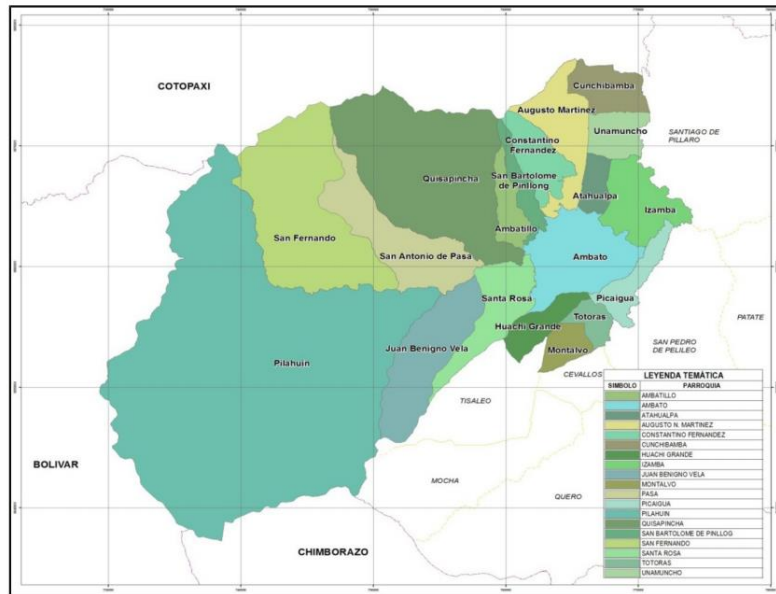 COTOPAXI
Cunchibamba
Augusto Martinez
Unamuncho
SANTIAGO DE
PILLARO
Constantino
Fernandez
Quisapincha
San Bartolome
de Pinllong
Atahualpa
Izamba
Ambatillo
San Fernando
San Antonio de Pasa
Ambato
Santa Rosa
Picaigua
Totoras
Huachi Grande
PATATE
SAN PEDRO
DE PELILEO
Pilahuin
Juan Benigno Vela
Montalvo
CEVALLOS
TISALEO
BOLIVAR
MOCHA
QUERO
CHIMBORAZO
LEYENDA TEMÁTICA
SIMBOLO PARROQUIA
AMBATILLO
AMBATO
ATAHUALPA
AUGUSTO N. MARTINEZ
CONSTANTINO FERNANDEZ
CUNCHIBAMBA
HUACHI GRANDE
IZAMBA
JUAN BENIGNO VELA
MONTALVO
PASA
PICAIGUA
PILAHUIN
QUISAPINCHA
SAN BARTOLOME DE PINLLOG
SAN FERNANDO
SANTA ROSA
TOTORAS
UNAMUNCHO